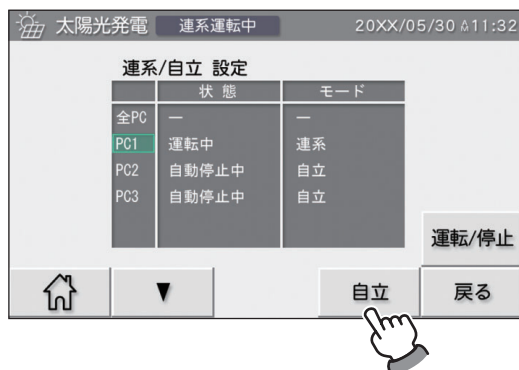 太陽光発電 連系運転中 20XX/05/30 11:32
連系/自立 設定
状 態 モード
全PC — —
PC1 運転中 連系
PC2 自動停止中 自立
PC3 自動停止中 自立
運転/停止
▼ 自立 戻る